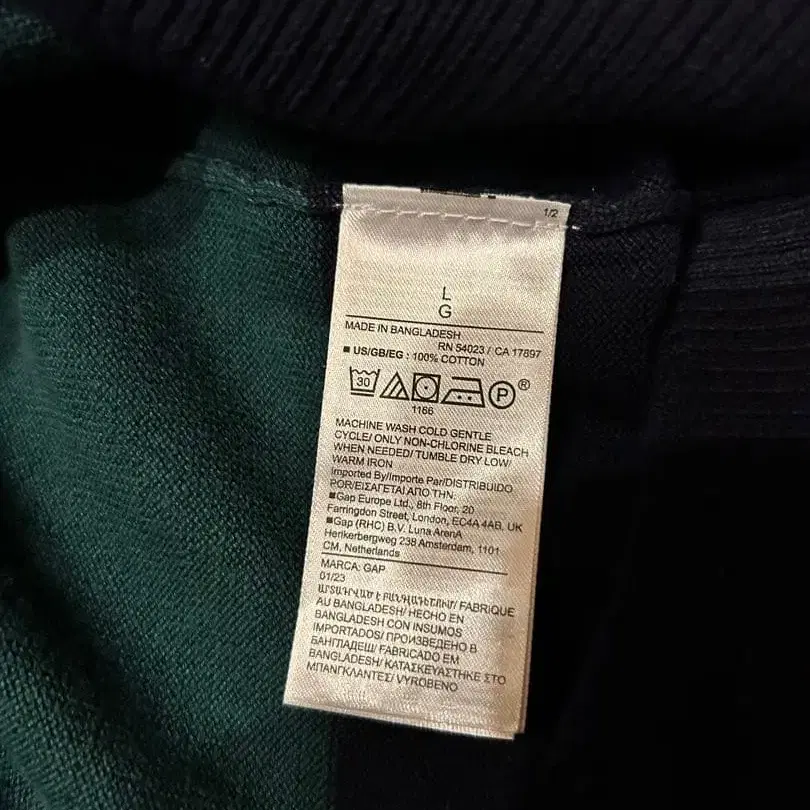 1/2
L
G
MADE IN BANGLADESH
RN 54023 / CA 17897
■ US/GB/EG : 100% COTTON
30 P ®
1166
MACHINE WASH COLD GENTLE
CYCLE/ ONLY NON-CHLORINE BLEACH
WHEN NEEDED/ TUMBLE DRY LOW/
WARM IRON
Imported By/Importe Par/DISTRIBUIDO
POR/ΕΙΣΑΓΕΤΑΙ ΑΠΟ ΤΗΝ:
■Gap Europe Ltd., 8th Floor, 20
Farringdon Street, London, EC4A 4AB. UK
■Gap (RHC) B.V. Luna ArenA
Herikerbergweg 238 Amsterdam, 1101
CM, Netherlands
MARCA: GAP
01/23
FABRIQUE
AU BANGLADESH/ HECHO EN
BANGLADESH CON INSUMOS
IMPORTADOS/ ПРОИЗВЕДЕНО В
БАНГЛАДЕШ/ FABRICADO EM
BANGLADESH/ ΚΑΤΑΣΚΕΥΑΣΤΗΚΕ ΣΤΟ
ΜΠΑΝΓΚΛΑΝΤΕΣ/ VYROBENO